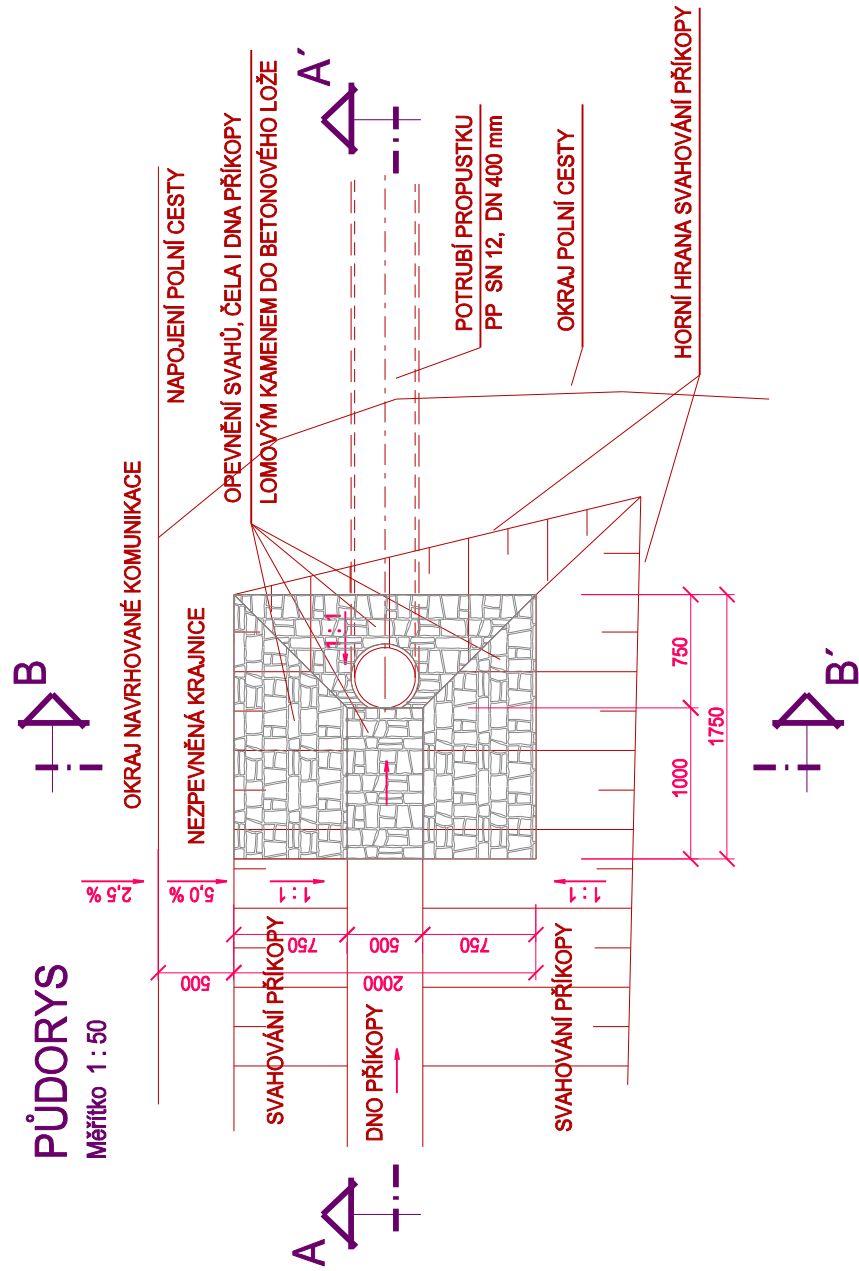 PŮDORYS
Měřítko 1 : 50
A
A´
B
B´
OKRAJ NAVRHOVANÉ KOMUNIKACE
NAPOJENÍ POLNÍ CESTY
NEZPEVNĚNÁ KRAJNICE
OPEVNĚNÍ SVAHŮ, ČELA I DNA PŘÍKOPY
LOMOVÝM KAMENEM DO BETONOVÉHO LOŽE
2,5 %
5,0 %
1 : 1
1 : 1
1 : 1
SVAHOVÁNÍ PŘÍKOPY
DNO PŘÍKOPY
SVAHOVÁNÍ PŘÍKOPY
500
2000
750
500
750
1000
750
1750
POTRUBÍ PROPUSTKU
PP SN 12, DN 400 mm
OKRAJ POLNÍ CESTY
HORNÍ HRANA SVAHOVÁNÍ PŘÍKOPY